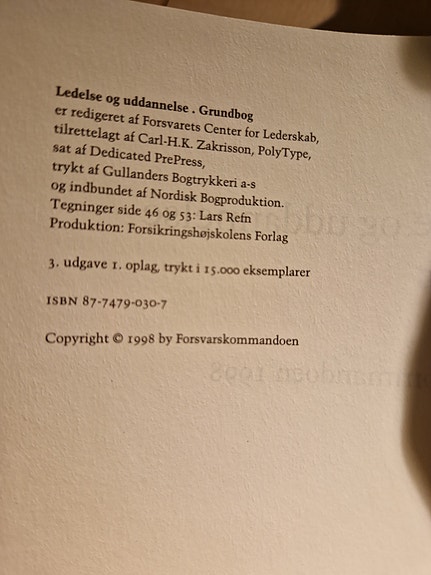 Ledelse og uddannelse . Grundbog
er redigeret af Forsvarets Center for Lederskab,
tilrettelagt af Carl-H.K. Zakrisson, PolyType,
sat af Dedicated PrePress,
trykt af Gullanders Bogtrykkeri a-s
og indbundet af Nordisk Bogproduktion.
Tegninger side 46 og 53: Lars Refn
Produktion: Forsikringshøjskolens Forlag
3. udgave 1. oplag, trykt i 15.000 eksemplarer
ISBN 87-7479-030-7
Copyright © 1998 by Forsvarskommandoen